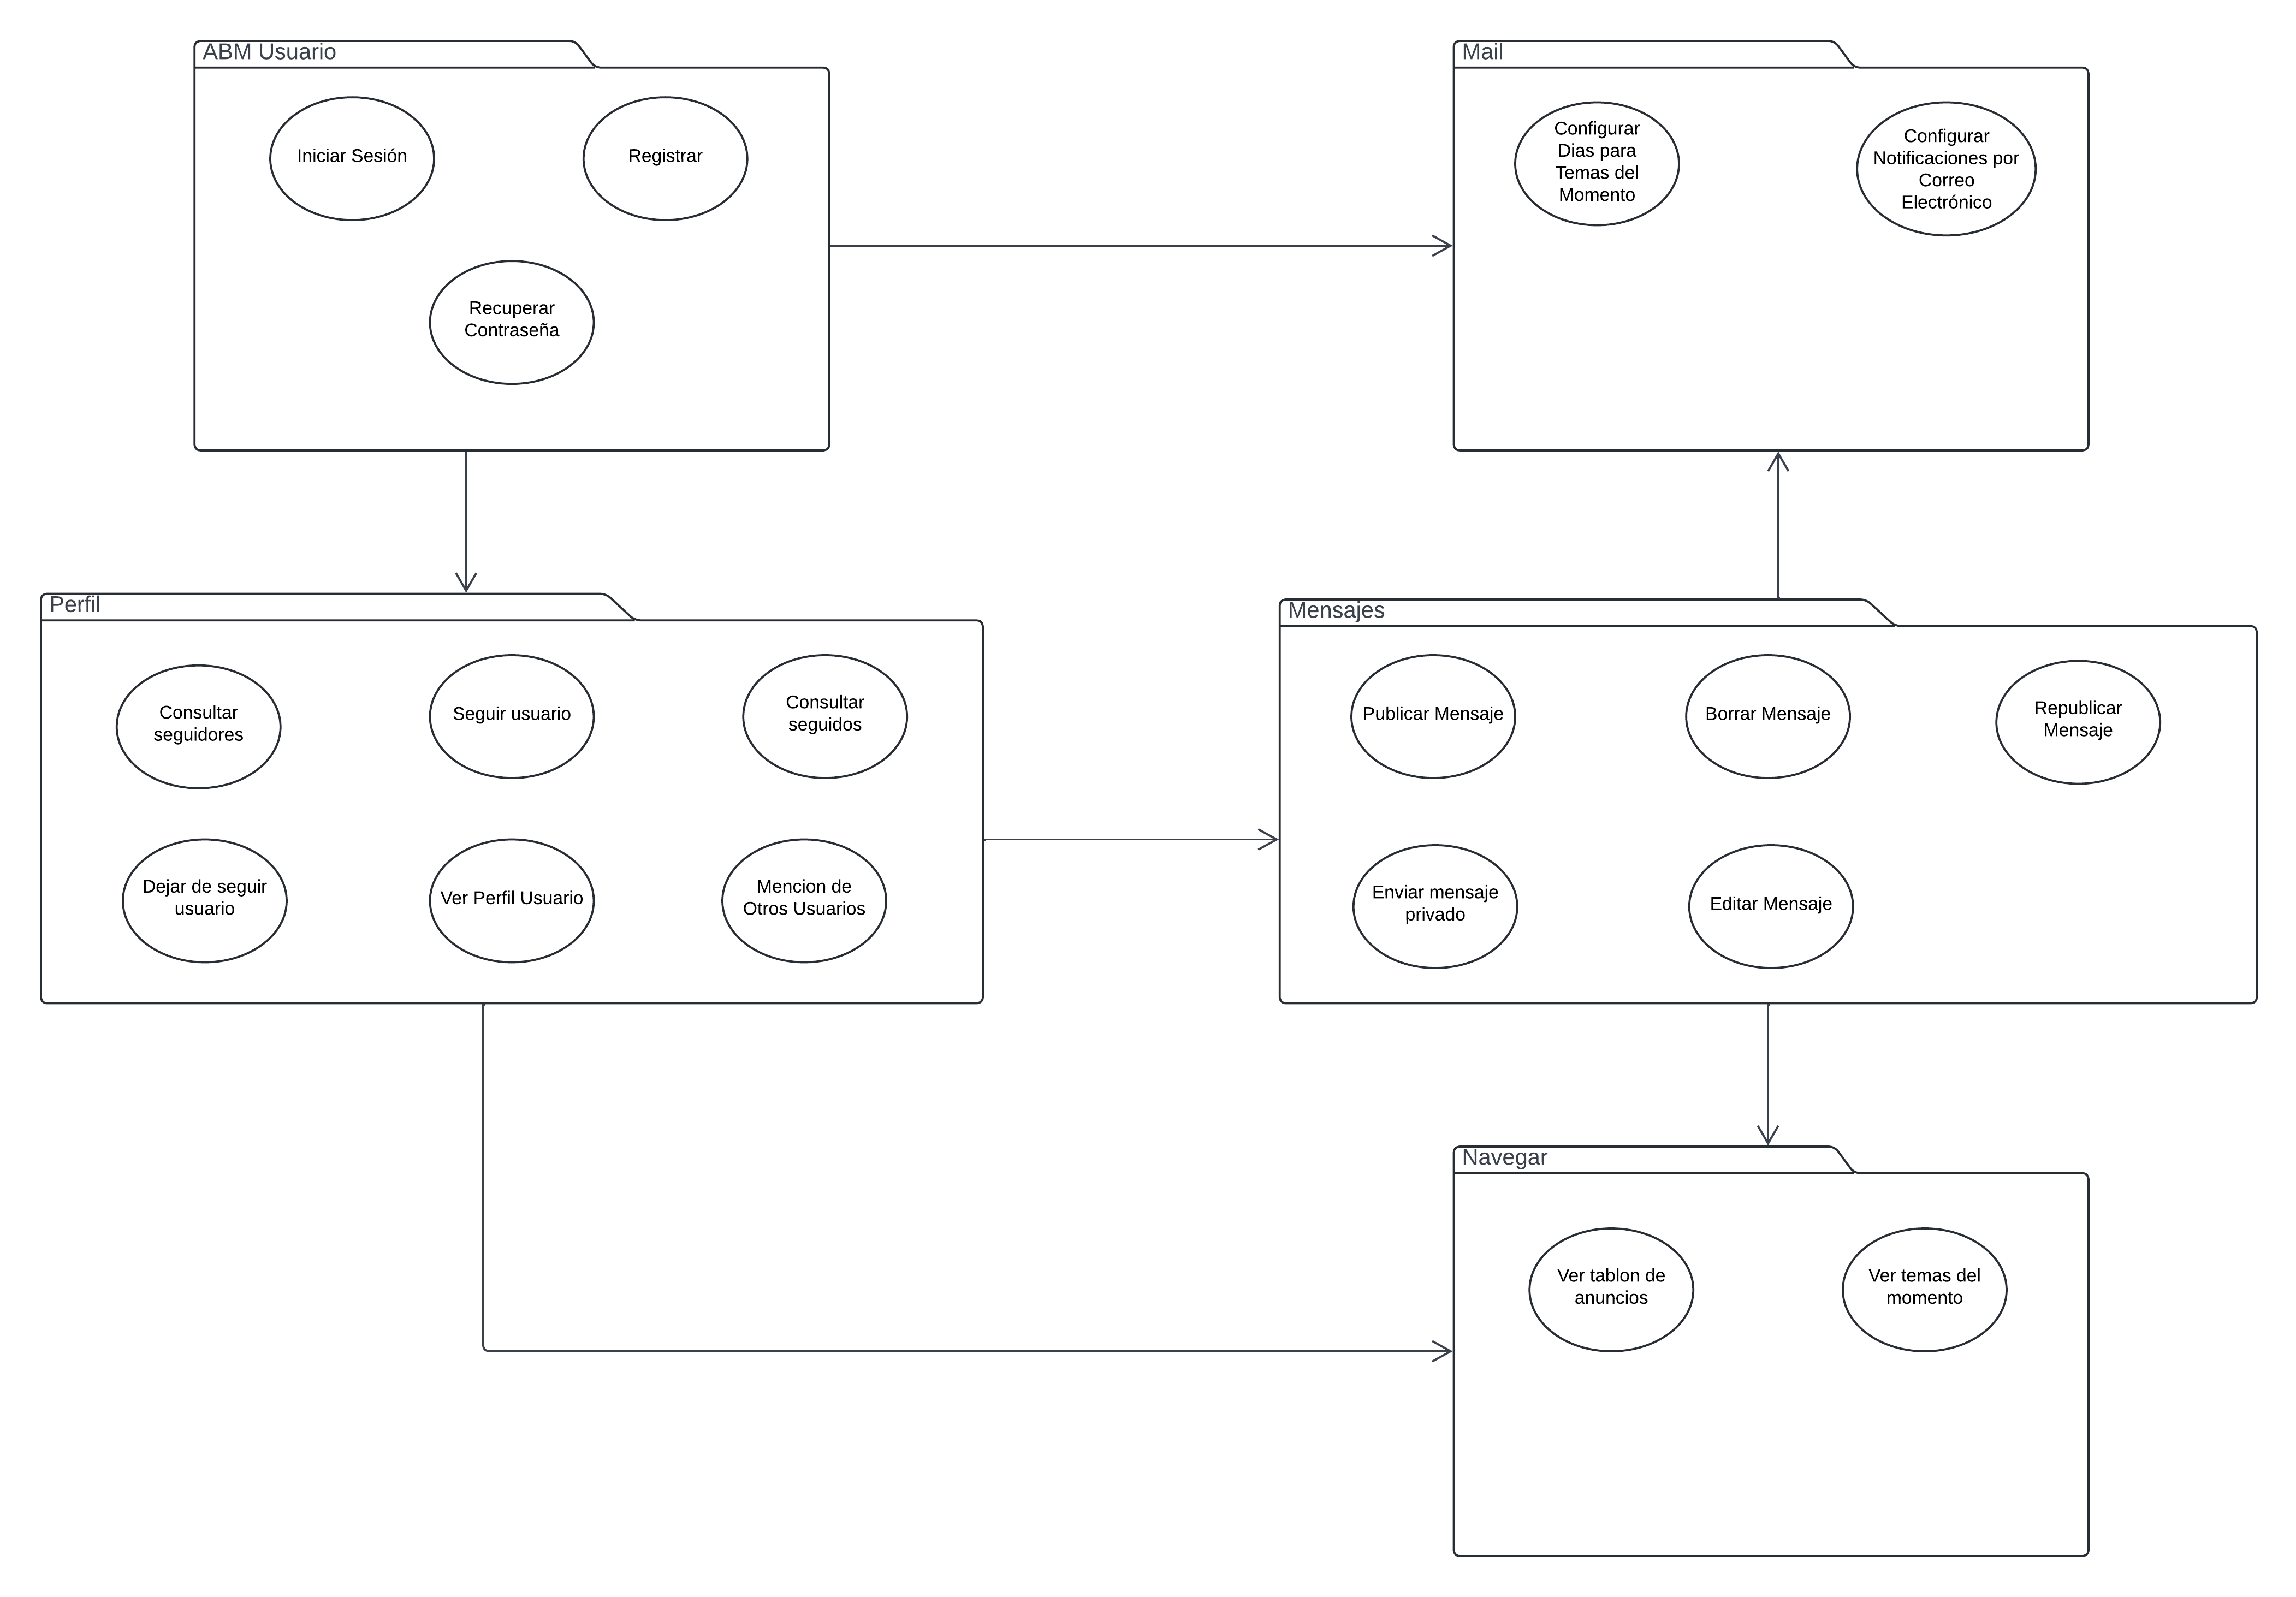 ABM Usuario
Iniciar Sesión
Registrar
Recuperar
Contraseña
Mail
Configurar
Dias para
Temas del
Momento
Configurar
Notificaciones por
Correo
Electrónico
Perfil
Consultar
seguidores
Seguir usuario
Consultar
seguidos
Dejar de seguir
usuario
Ver Perfil Usuario
Mencion de
Otros Usuarios
Mensajes
Publicar Mensaje
Borrar Mensaje
Republicar
Mensaje
Enviar mensaje
privado
Editar Mensaje
Navegar
Ver tablon de
anuncios
Ver temas del
momento